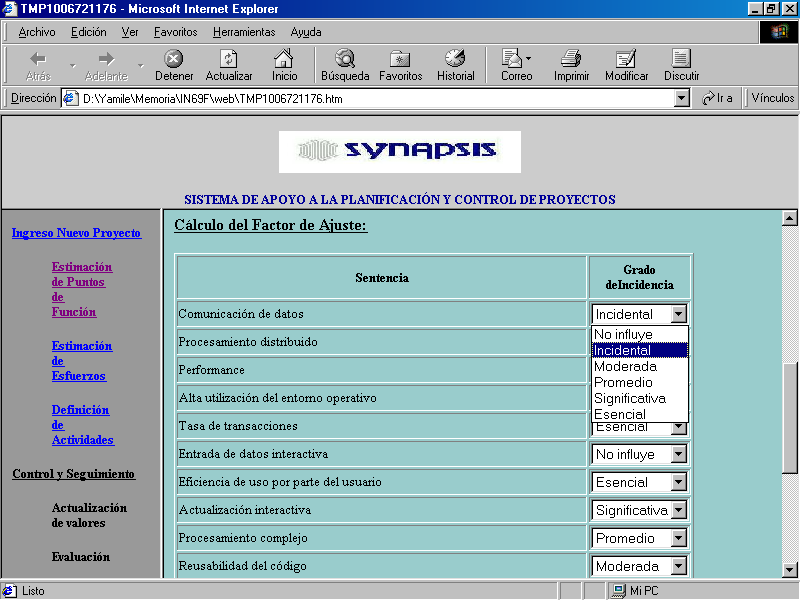 TMP1006721176 - Microsoft Internet Explorer
Archivo Edición Ver Favoritos Herramientas Ayuda
Atrás Adelante Detener Actualizar Inicio Búsqueda Favoritos Historial Correo Imprimir Modificar Discutir
Dirección D:\Yamile\Memoria\IN69F\web\TMP1006721176.htm Ir a Vínculos
SYNAPSIS
SISTEMA DE APOYO A LA PLANIFICACIÓN Y CONTROL DE PROYECTOS
Ingreso Nuevo Proyecto
Estimación
de Puntos
de
Función
Estimación
de
Esfuerzos
Definición
de
Actividades
Control y Seguimiento
Actualización
de valores
Evaluación
Cálculo del Factor de Ajuste:
Sentencia
Grado
deIncidencia
Comunicación de datos Incidental
No influye
Incidental
Moderada
Promedio
Significativa
Esencial
Procesamiento distribuido
Performance
Alta utilización del entorno operativo
Tasa de transacciones Esencial
Entrada de datos interactiva No influye
Eficiencia de uso por parte del usuario Esencial
Actualización interactiva Significativa
Procesamiento complejo Promedio
Reusabilidad del código Moderada
Listo Mi PC